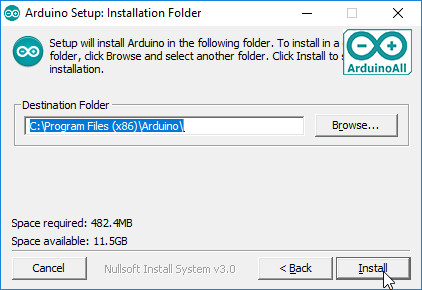 Arduino Setup: Installation Folder
Setup will install Arduino in the following folder. To install in a
folder, click Browse and select another folder. Click Install to s
installation.
ArduinoAll
Destination Folder
C:\Program Files (x86)\Arduino\
Browse...
Space required: 482.4MB
Space available: 11.5GB
Cancel
Nullsoft Install System v3.0
< Back
Install